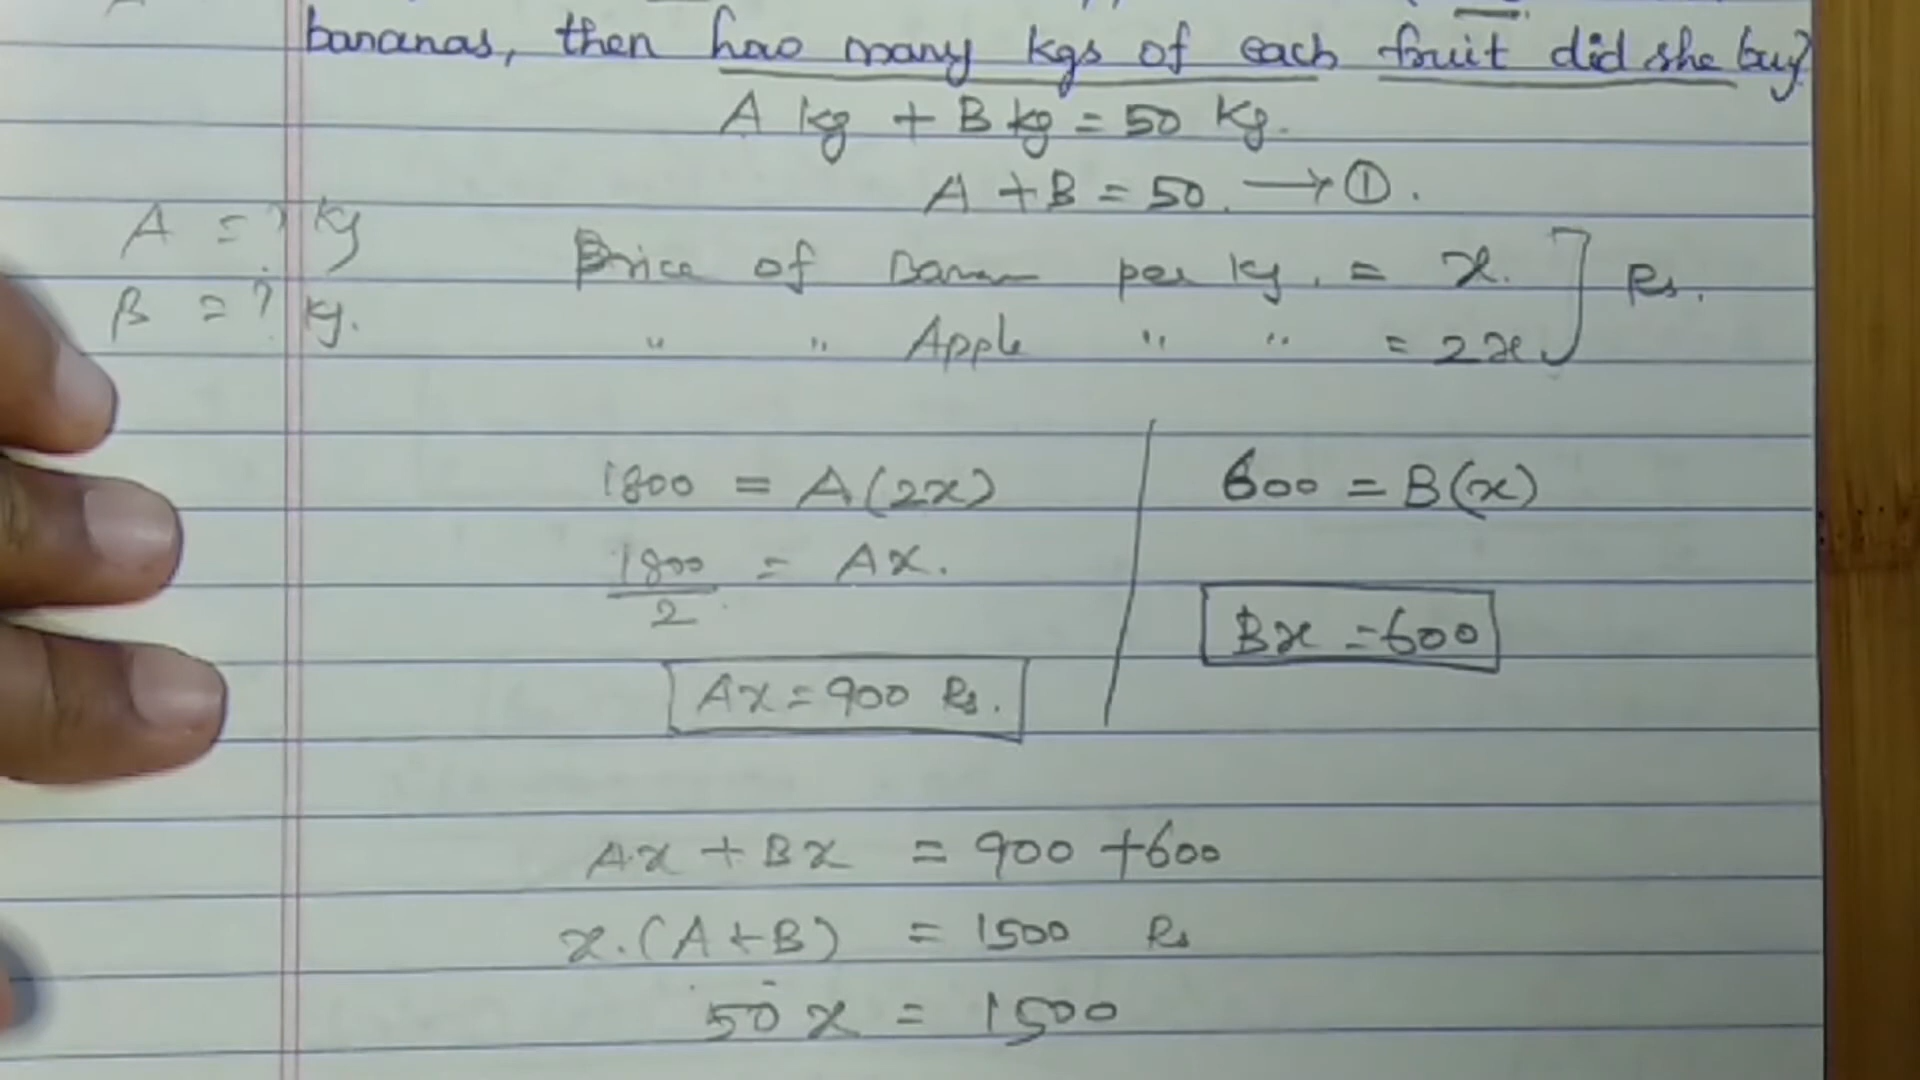 bananas, then how many kgs of each fruit did she buy?
A kg + B kg = 50 Kg.
A + B = 50. → ①.
A = ? kg
B = ? kg.
Price of Banan per kg. = x. ] Rs.
" " Apple " " = 2x
1800 = A(2x)
1800/2 = Ax.
Ax = 900 Rs.
600 = B(x)
Bx = 600
Ax + Bx = 900 + 600
x.(A+B) = 1500 Rs
50 x = 1500